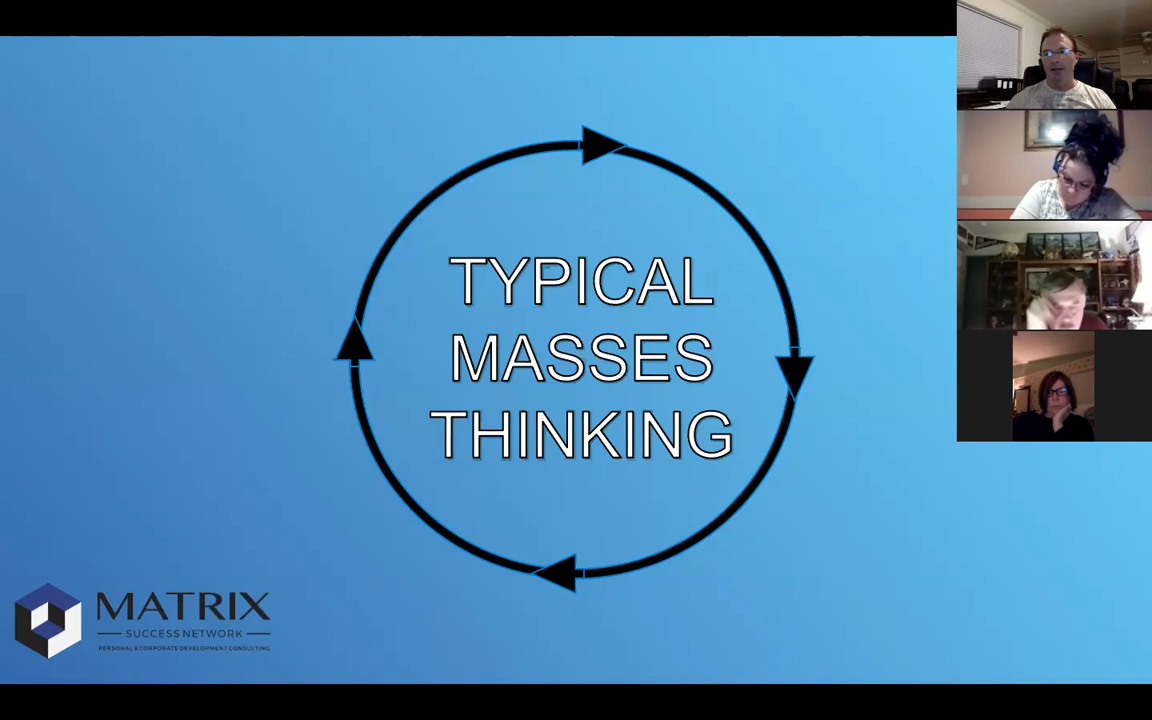 TYPICAL
MASSES
THINKING
MATRIX
SUCCESS NETWORK
PERSONAL & CORPORATE DEVELOPMENT CONSULTING